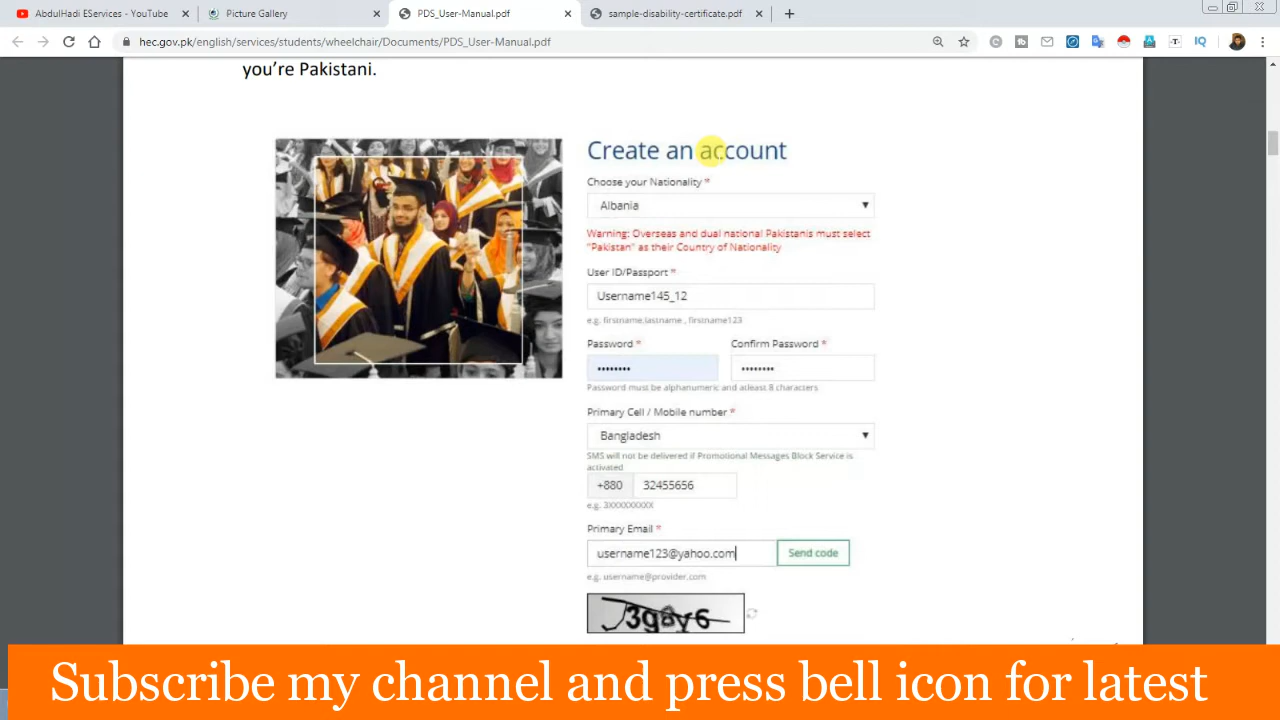 AbdulHadi EServices - YouTube
Picture Gallery
PDS_User-Manual.pdf
sample-disability-certificate.pdf
hec.gov.pk/english/services/students/wheelchair/Documents/PDS_User-Manual.pdf
IQ
you're Pakistani.
Create an account
Choose your Nationality *
Albania
Warning: Overseas and dual national Pakistanis must select
"Pakistan" as their Country of Nationality
User ID/Passport *
Username145_12
e.g. firstname.lastname , firstname123
Password * Confirm Password *
•••••••• ••••••••
Password must be alphanumeric and atleast 8 characters
Primary Cell / Mobile number *
Bangladesh
SMS will not be delivered if Promotional Messages Block Service is
activated
+880 32455656
e.g. 3XXXXXXXXX
Primary Email *
username123@yahoo.com Send code
e.g. username@provider.com
J3g8y6
Subscribe my channel and press bell icon for latest